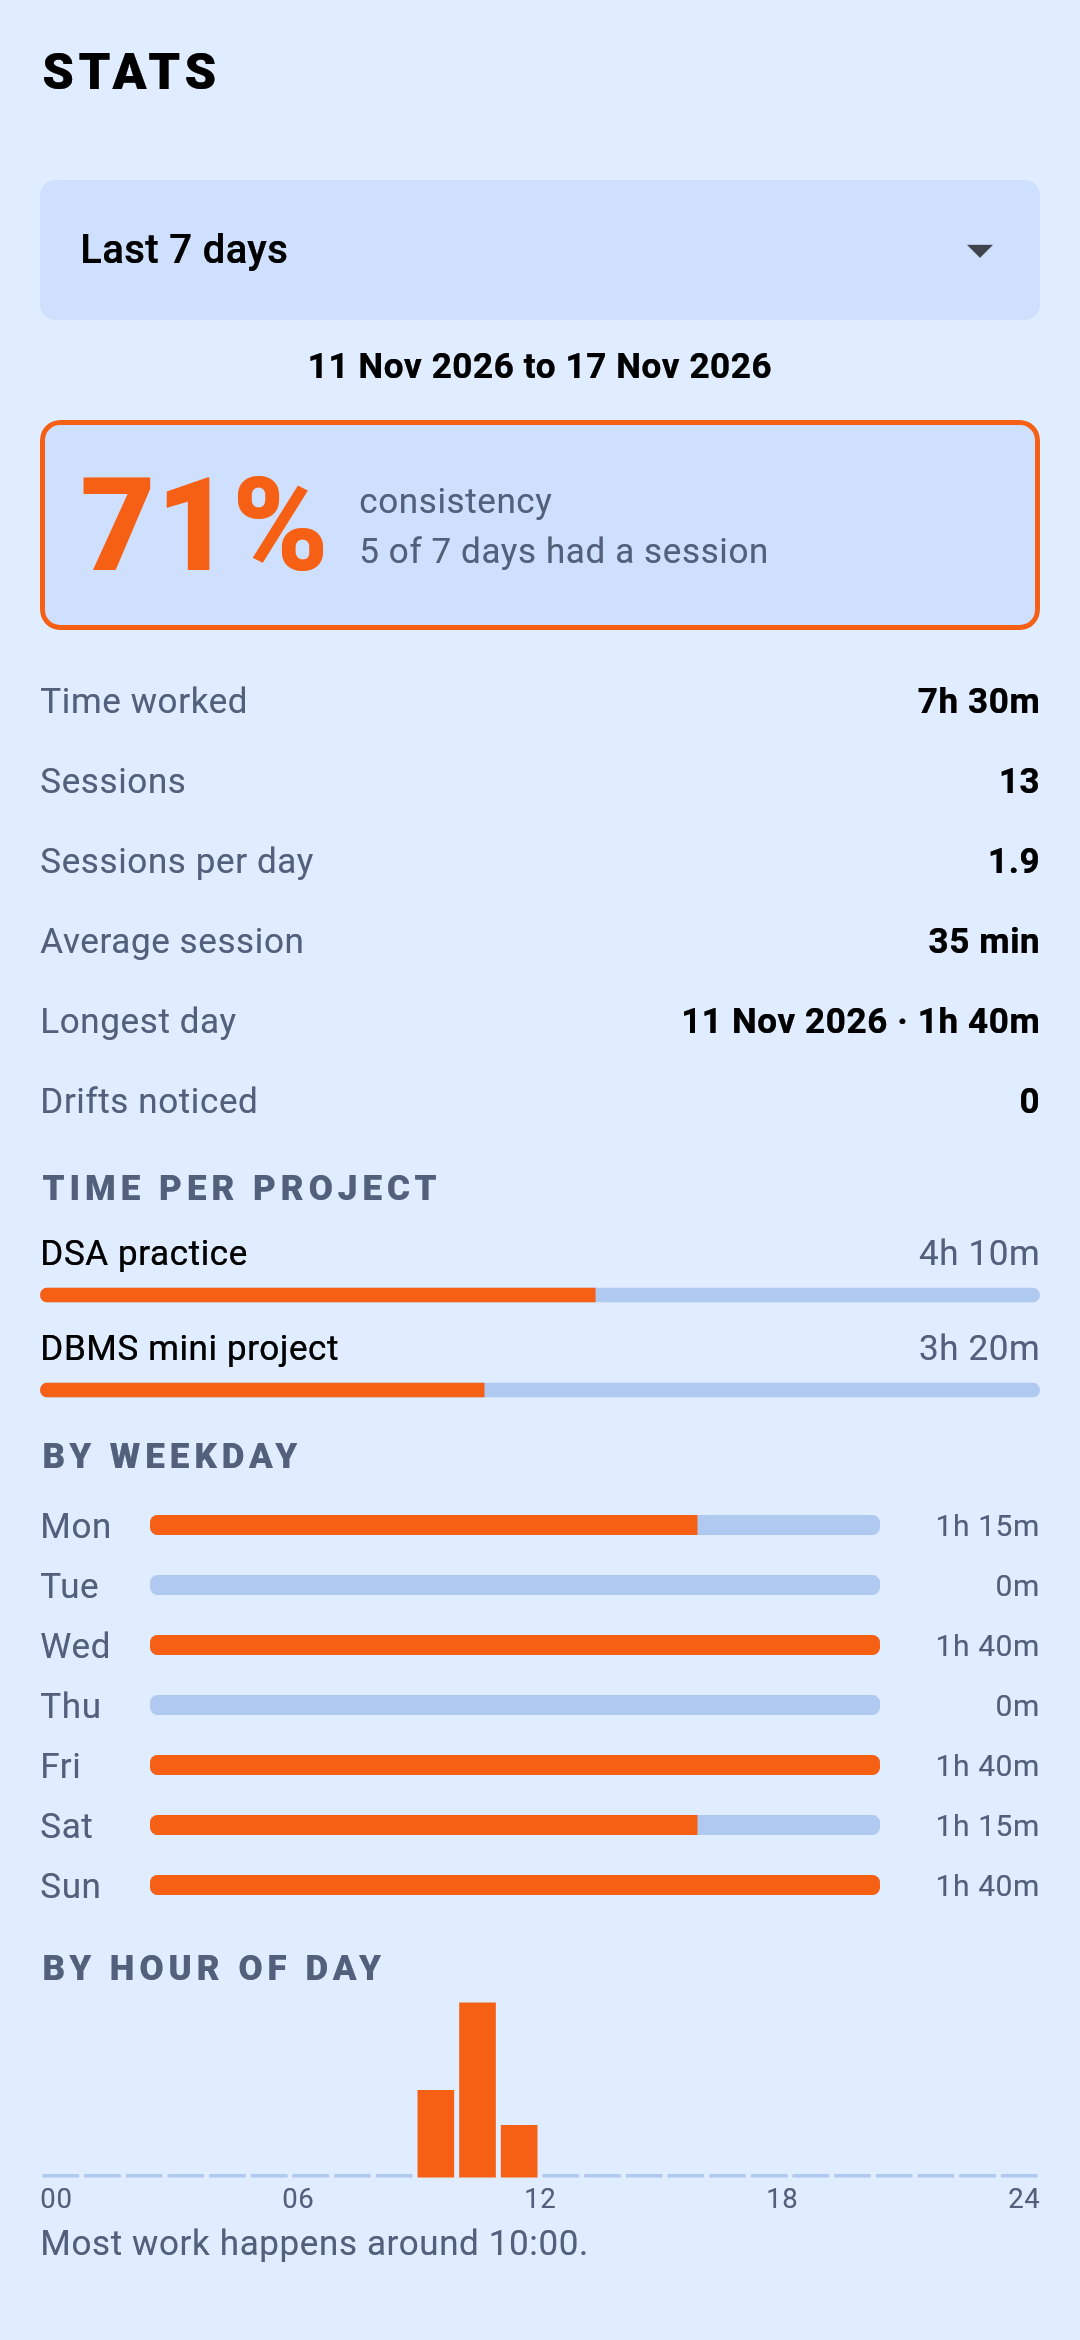 STATS
Last 7 days
11 Nov 2026 to 17 Nov 2026
71%
consistency
5 of 7 days had a session
Time worked 7h 30m
Sessions 13
Sessions per day 1.9
Average session 35 min
Longest day 11 Nov 2026 · 1h 40m
Drifts noticed 0
TIME PER PROJECT
DSA practice 4h 10m
DBMS mini project 3h 20m
BY WEEKDAY
Mon 1h 15m
Tue 0m
Wed 1h 40m
Thu 0m
Fri 1h 40m
Sat 1h 15m
Sun 1h 40m
BY HOUR OF DAY
00 06 12 18 24
Most work happens around 10:00.